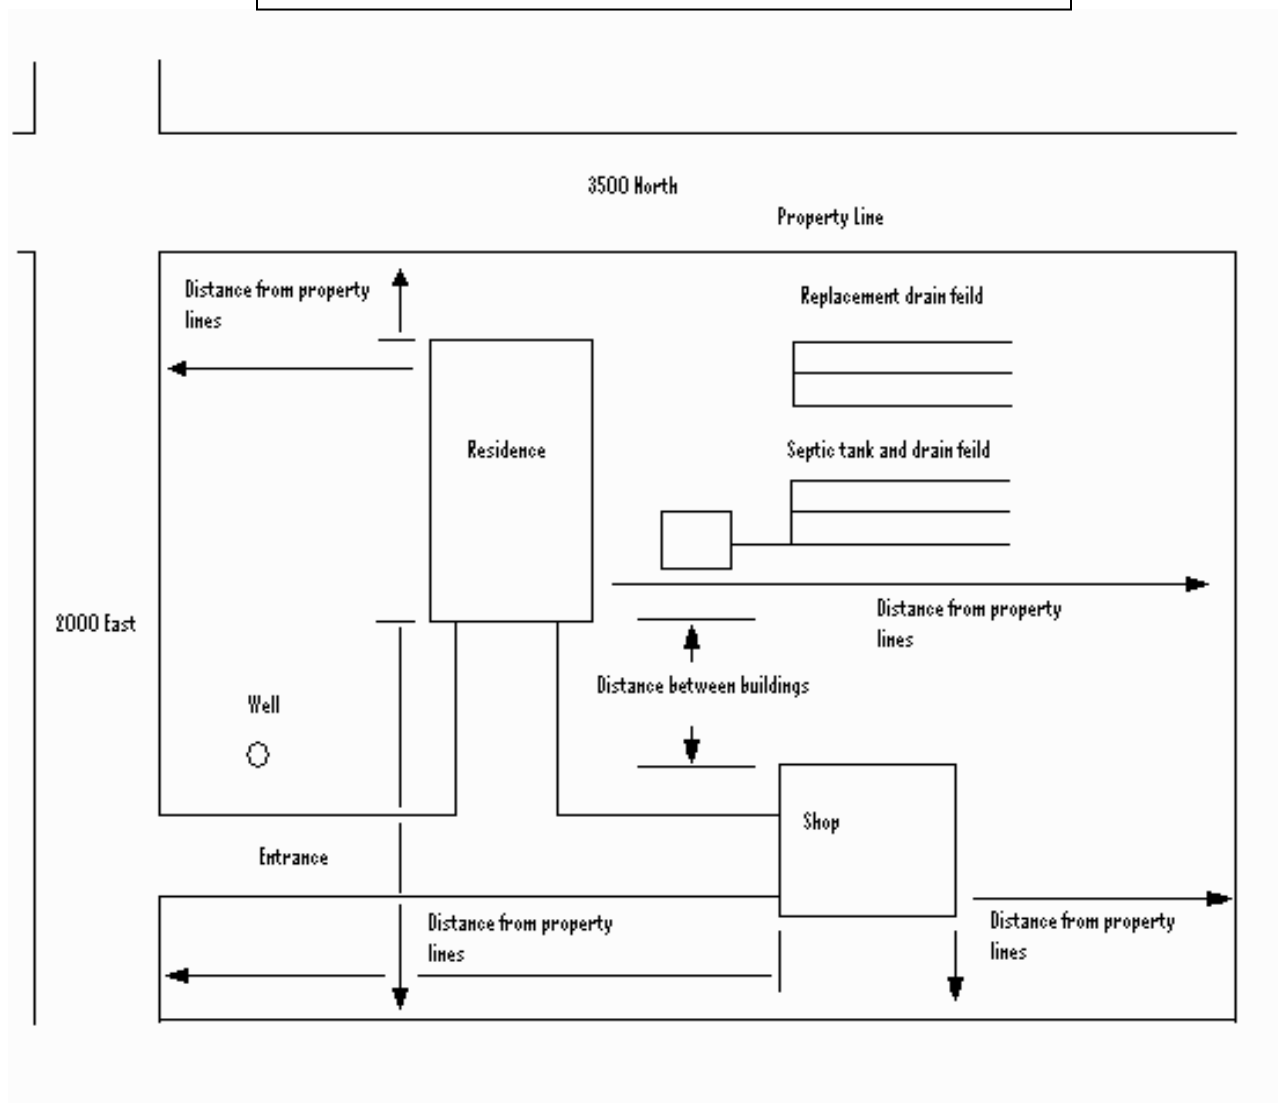 3500 North
Property Line
Distance from property
lines
Replacement drain feild
Residence
Septic tank and drain feild
Distance from property
lines
2000 East
Distance between buildings
Well
Shop
Entrance
Distance from property
lines
Distance from property
lines